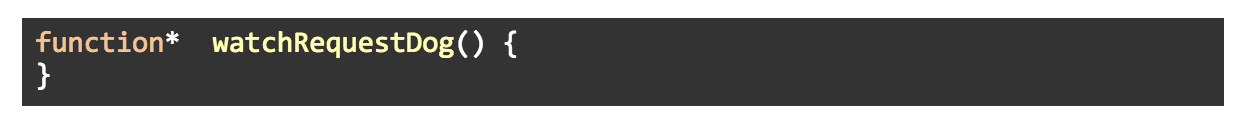 function*  watchRequestDog() {
}